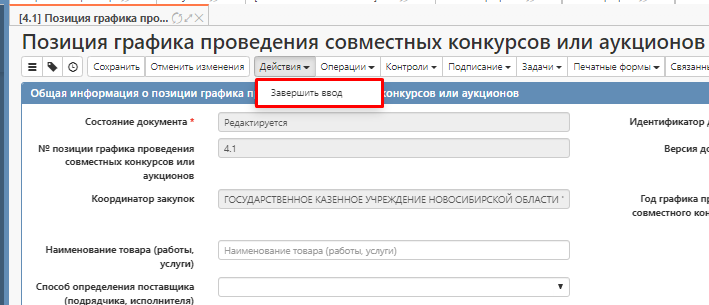 [4.1] Позиция графика про...
Позиция графика проведения совместных конкурсов или аукционов
Сохранить Отменить изменения Действия Операции Контроли Подписание Задачи Печатные формы Связанны
Общая информация о позиции графика пр конкурсов или аукционов
Завершить ввод
Состояние документа * Редактируется Идентификатор д
№ позиции графика проведения совместных конкурсов или аукционов 4.1 Версия до
Координатор закупок ГОСУДАРСТВЕННОЕ КАЗЕННОЕ УЧРЕЖДЕНИЕ НОВОСИБИРСКОЙ ОБЛАСТИ " Год графика пр
совместного кон
Наименование товара (работы, услуги) Наименование товара (работы, услуги)
Способ определения поставщика
(подрядчика, исполнителя)